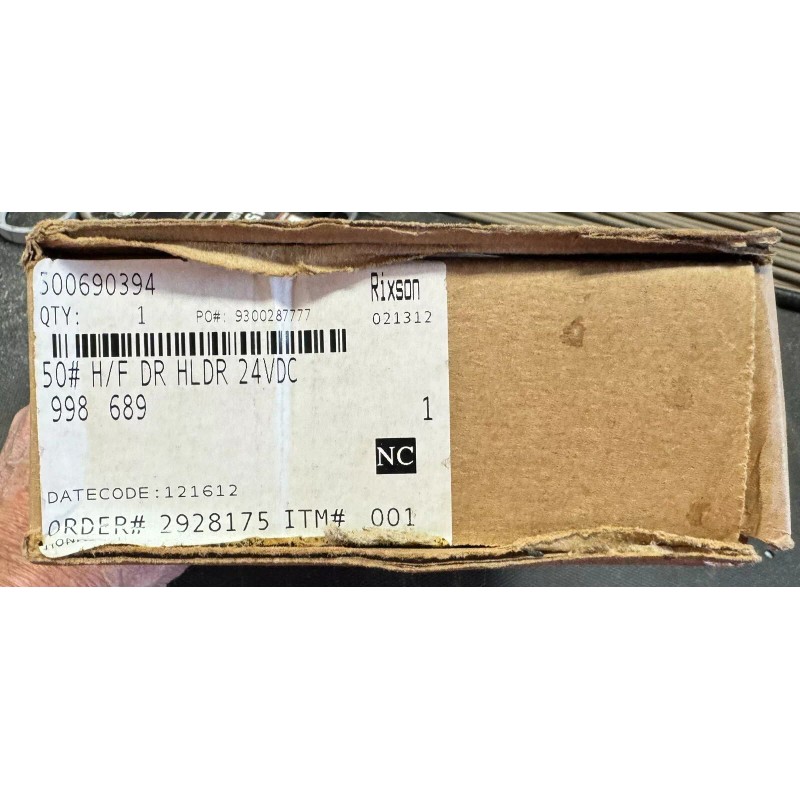 500690394 Rixson
QTY: 1 PO#: 9300287777 021312
50# H/F DR HLDR 24VDC
998 689 1
NC
DATECODE:121612
ORDER# 2928175 ITM# 001